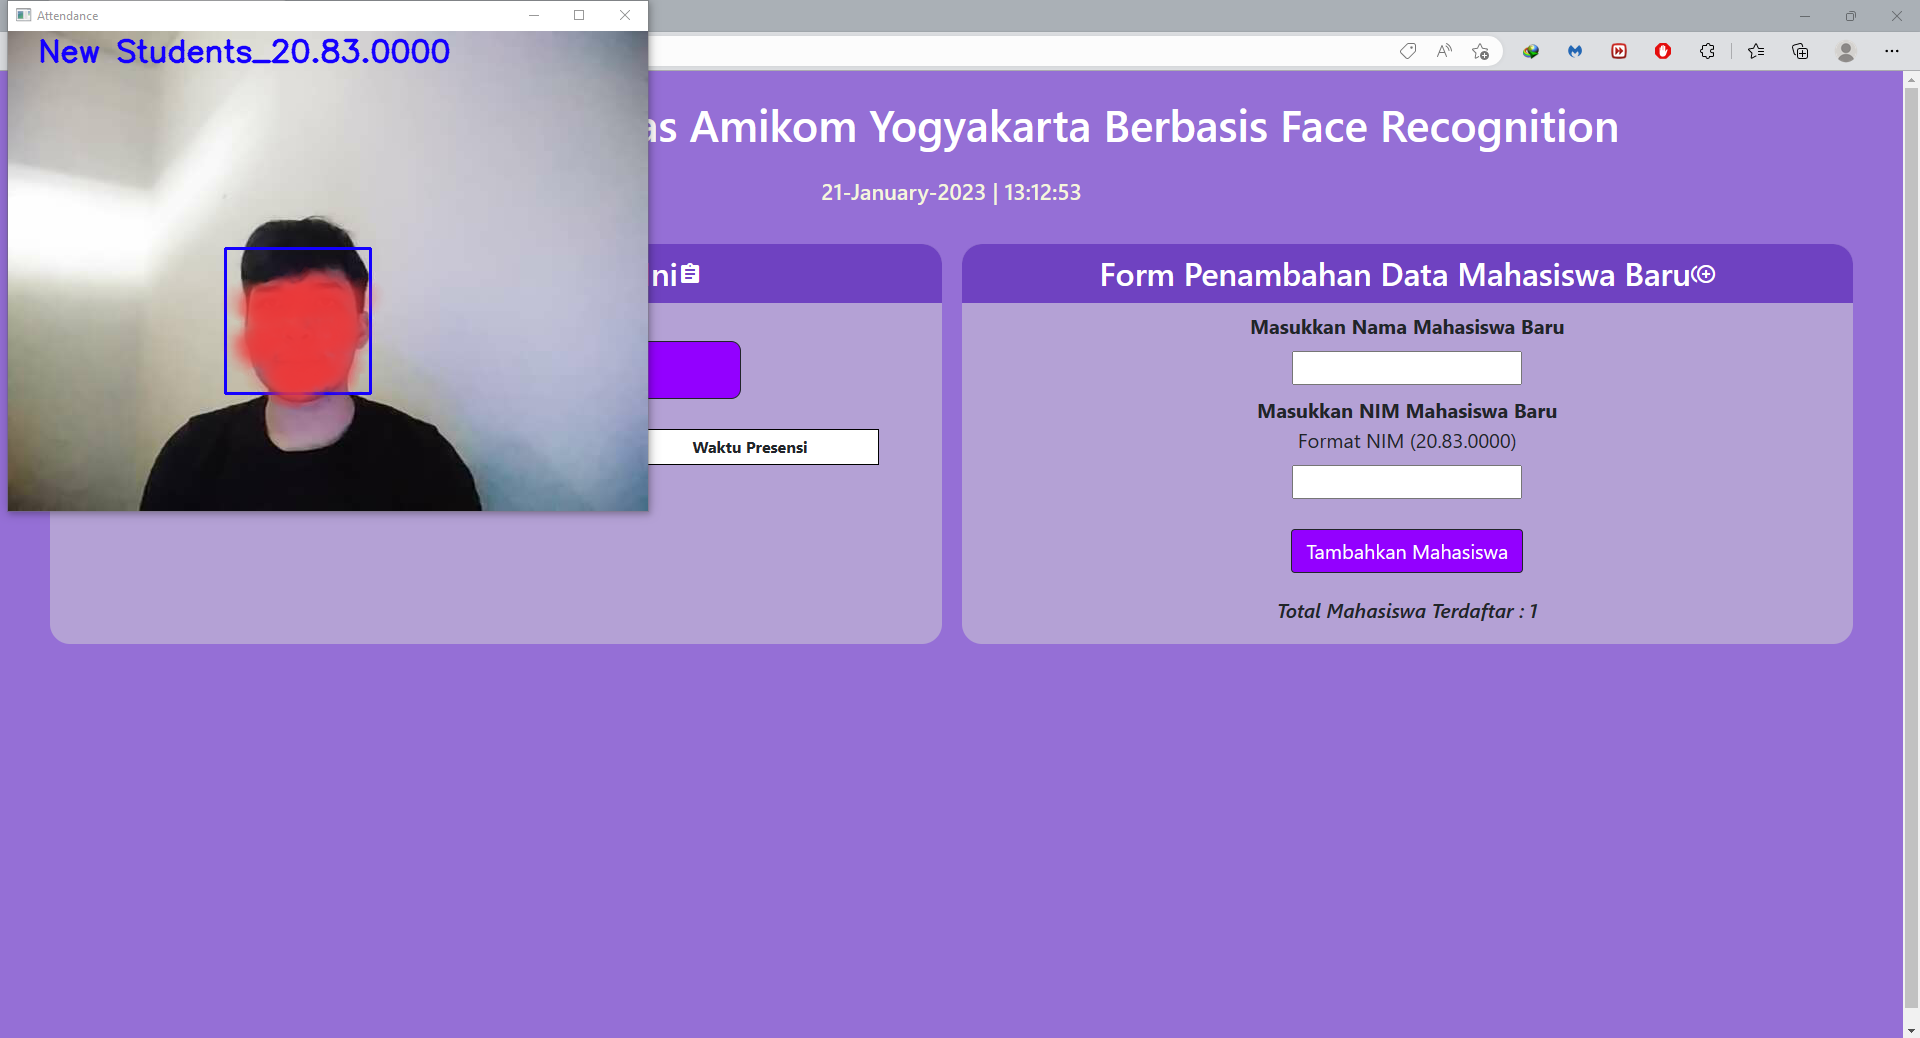 Attendance
New Students_20.83.0000
as Amikom Yogyakarta Berbasis Face Recognition
21-January-2023 | 13:12:53
ni
Waktu Presensi
Form Penambahan Data Mahasiswa Baru
Masukkan Nama Mahasiswa Baru
Masukkan NIM Mahasiswa Baru
Format NIM (20.83.0000)
Tambahkan Mahasiswa
Total Mahasiswa Terdaftar : 1